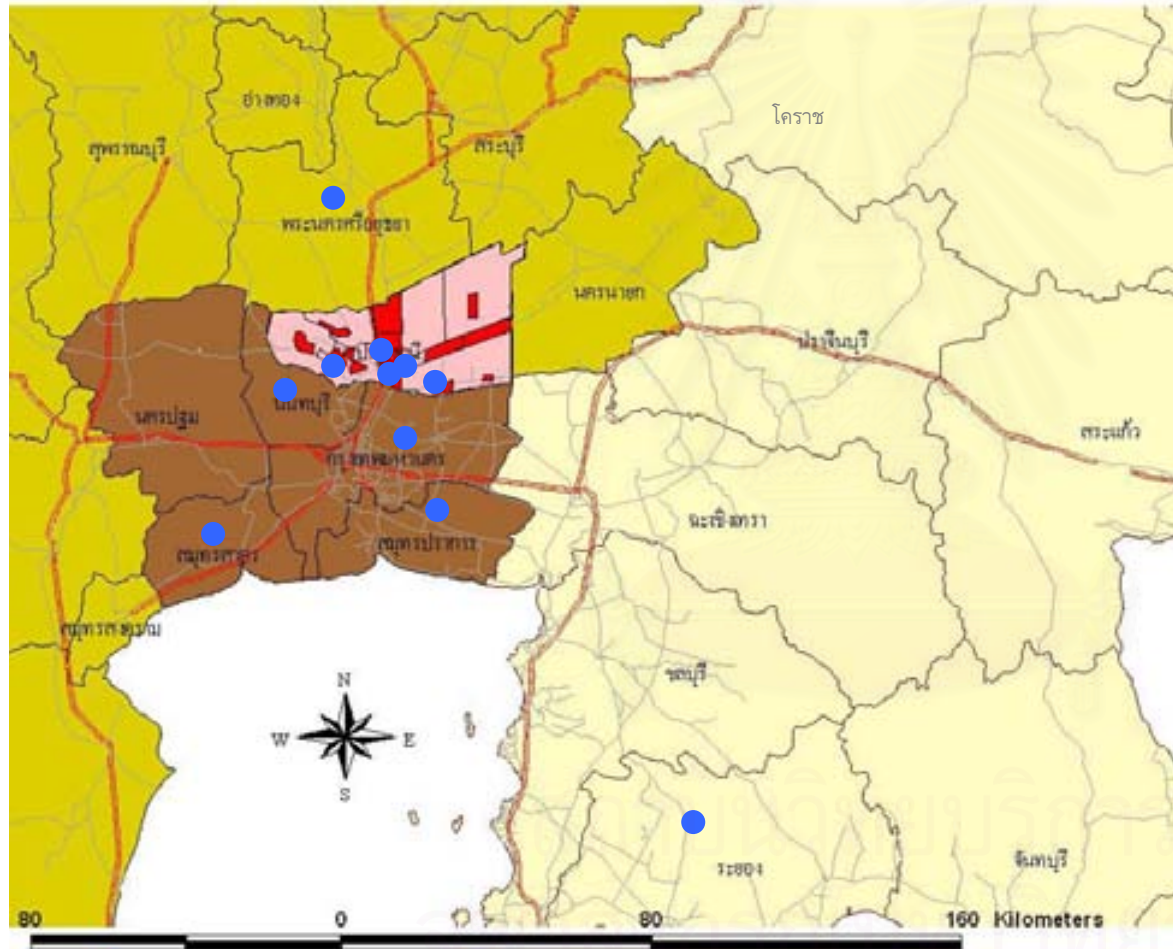 อ่างทอง
โคราช
สุพรรณบุรี
สระบุรี
พระนครศรีอยุธยา
นครนายก
ปราจีนบุรี
นนทบุรี
นครปฐม
สระแก้ว
กรุงเทพมหานคร
ฉะเชิงเทรา
สมุทรปราการ
สมุทรสาคร
สมุทรสงคราม
ชลบุรี
N
W E
S
ระยอง
จันทบุรี
80 0 80 160 Kilometers